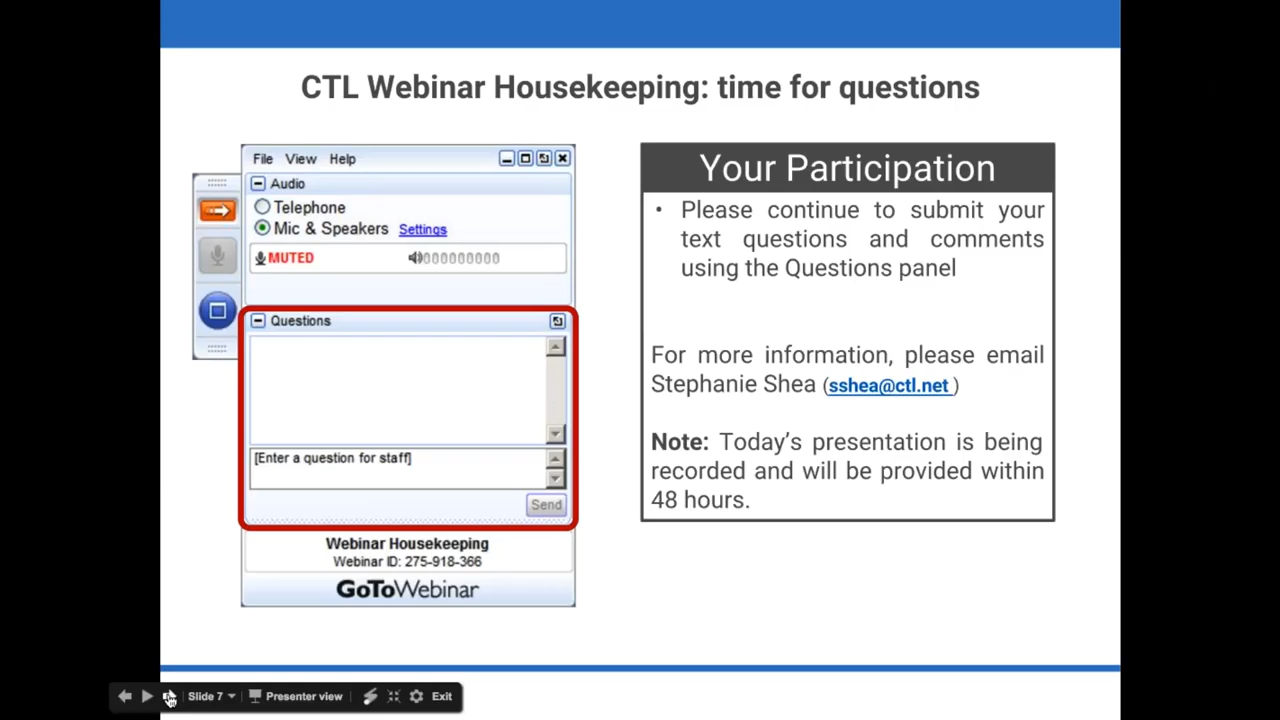 CTL Webinar Housekeeping: time for questions
File View Help
Audio
Telephone
Mic & Speakers Settings
MUTED
Questions
[Enter a question for staff]
Send
Webinar Housekeeping
Webinar ID: 275-918-366
GoToWebinar
Your Participation
• Please continue to submit your
text questions and comments
using the Questions panel
For more information, please email
Stephanie Shea (sshea@ctl.net )
Note: Today’s presentation is being
recorded and will be provided within
48 hours.
Slide 7 Presenter view Exit